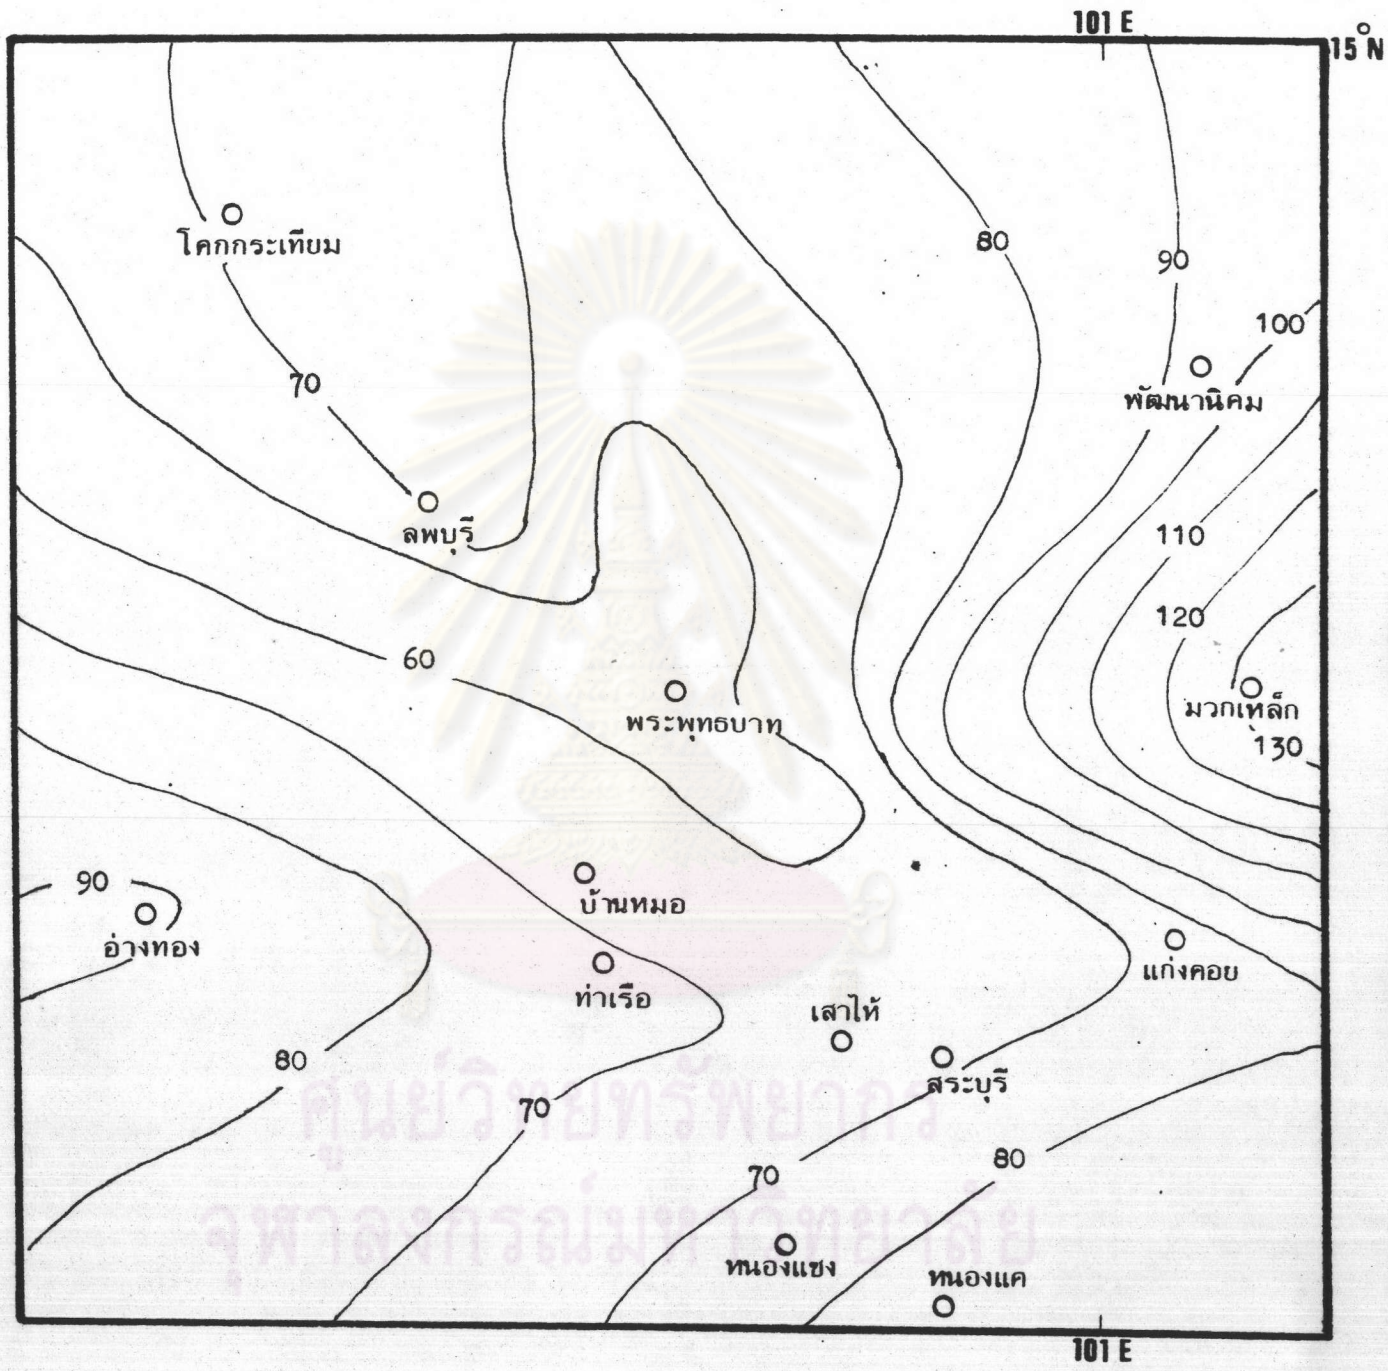 101 E
15°N
80
โคกกระเทียม
90
100
70
พัฒนานิคม
ลพบุรี
110
120
60
พระพุทธบาท
มวกเหล็ก
130
90
บ้านหมอ
อ่างทอง
แก่งคอย
ท่าเรือ
เสาไห้
80
สระบุรี
ศูนย์วิทยทรัพยากร
70
80
70
จุฬาลงกรณ์มหาวิทยาลัย
หนองแซง
หนองแค
101 E